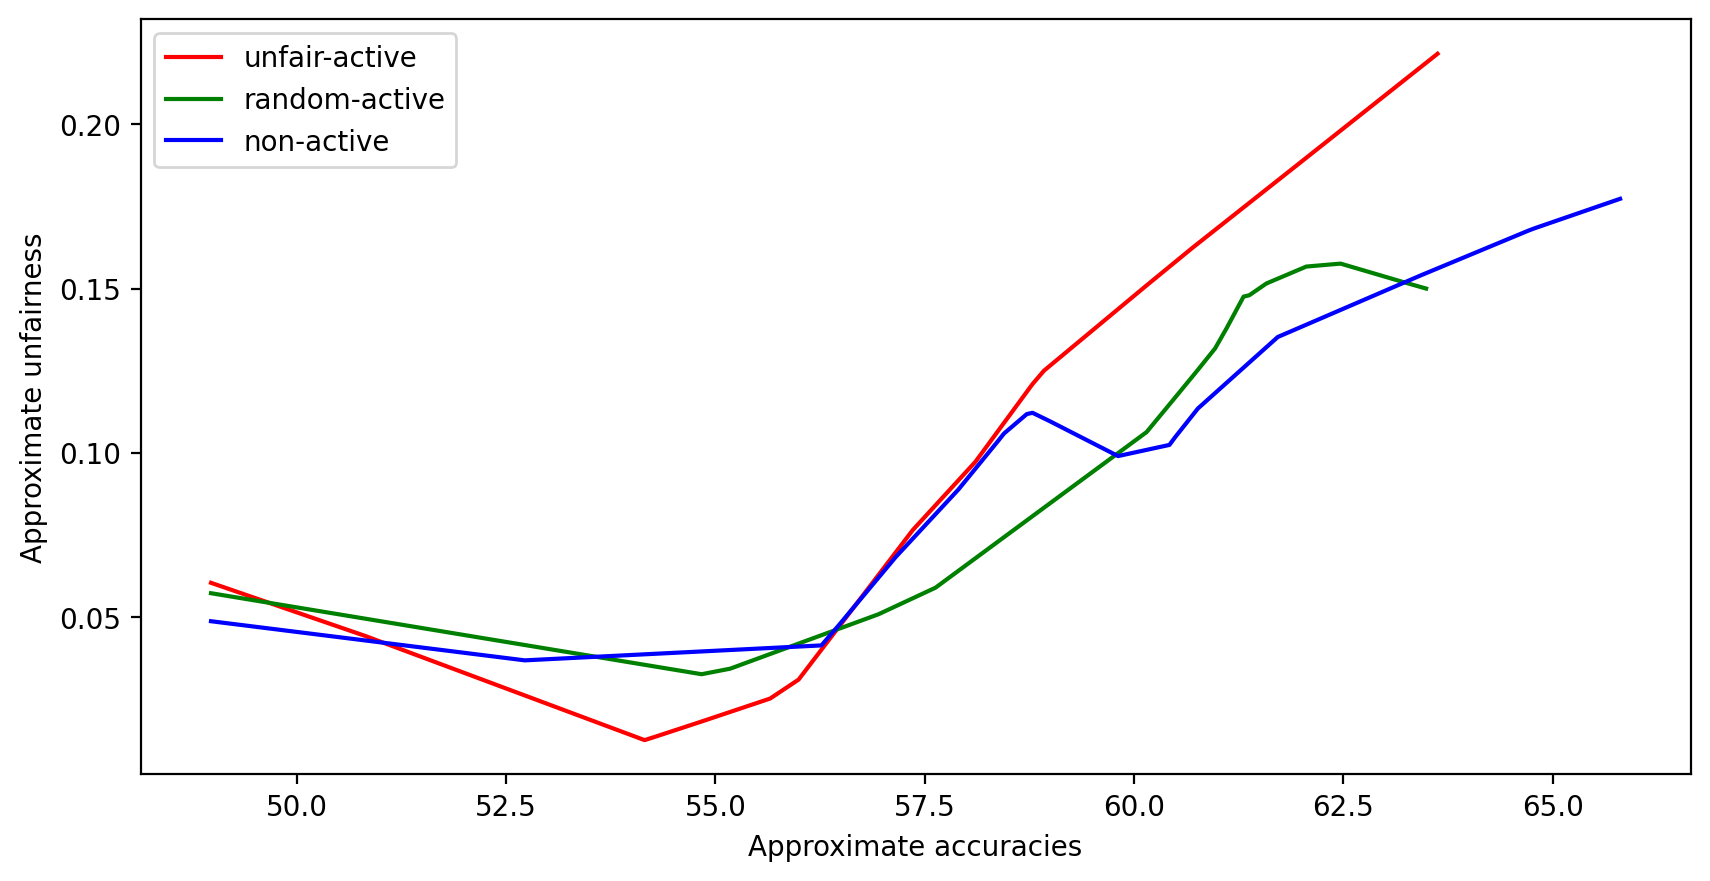 unfair-active
random-active
non-active
0.20
0.15
0.10
0.05
Approximate unfairness
50.0 52.5 55.0 57.5 60.0 62.5 65.0
Approximate accuracies